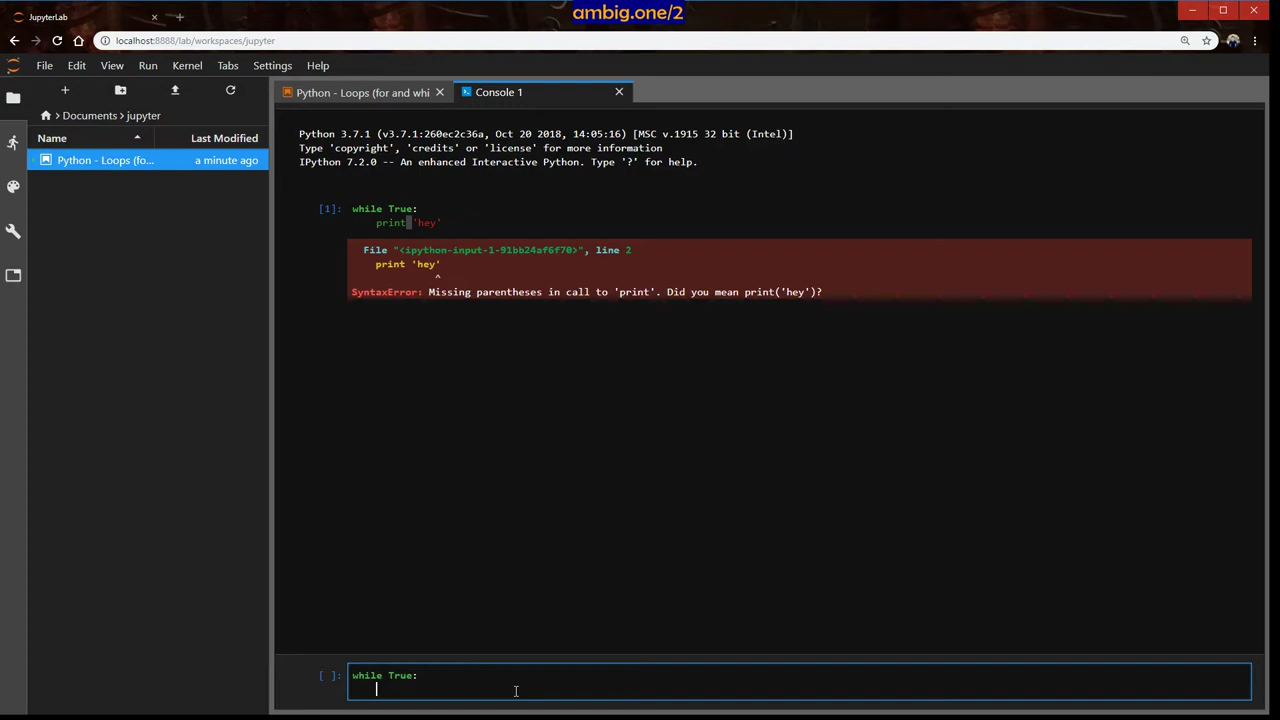 ambig.one/2
JupyterLab
localhost:8888/lab/workspaces/jupyter
File Edit View Run Kernel Tabs Settings Help
Python - Loops (for and whi
Console 1
Documents > jupyter
Name Last Modified
Python - Loops (fo... a minute ago
Python 3.7.1 (v3.7.1:260ec2c36a, Oct 20 2018, 14:05:16) [MSC v.1915 32 bit (Intel)]
Type 'copyright', 'credits' or 'license' for more information
IPython 7.2.0 -- An enhanced Interactive Python. Type '?' for help.
[1]: while True:
print 'hey'
File "<ipython-input-1-91bb24af6f70>", line 2
print 'hey'
^
SyntaxError: Missing parentheses in call to 'print'. Did you mean print('hey')?
[ ]: while True: